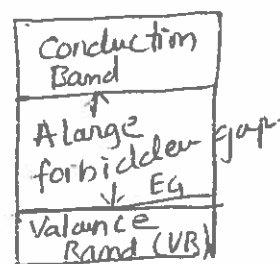 Conduction
Band
A large
forbidden gap
EG
Valance
Band (VB)